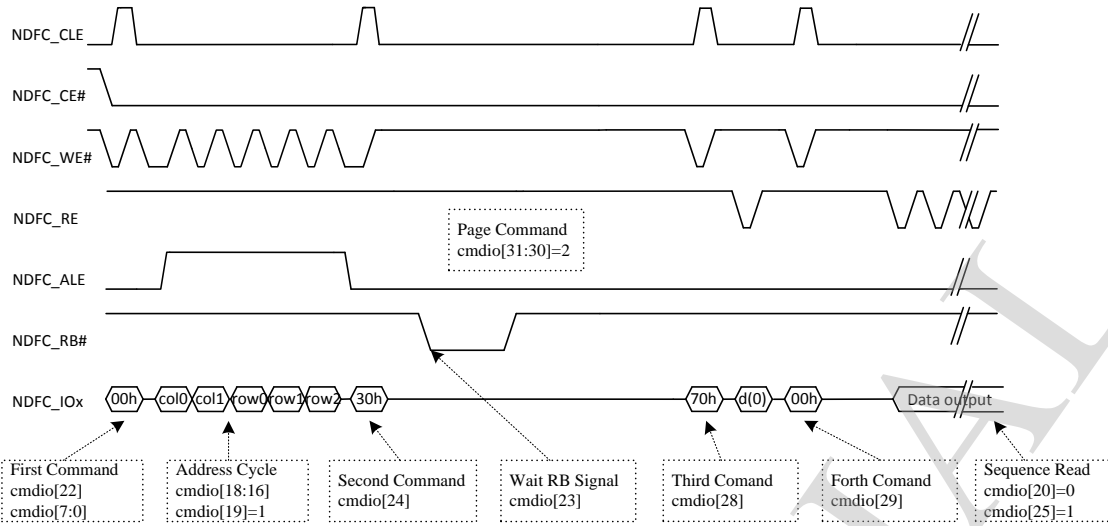 NDFC_CLE
NDFC_CE#
NDFC_WE#
NDFC_RE
Page Command
cmdio[31:30]=2
NDFC_ALE
NDFC_RB#
NDFC_IOx
00h
col0
col1
row0
row1
row2
30h
70h
d(0)
00h
Data output
First Command
cmdio[22]
cmdio[7:0]
Address Cycle
cmdio[18:16]
cmdio[19]=1
Second Command
cmdio[24]
Wait RB Signal
cmdio[23]
Third Comand
cmdio[28]
Forth Comand
cmdio[29]
Sequence Read
cmdio[20]=0
cmdio[25]=1